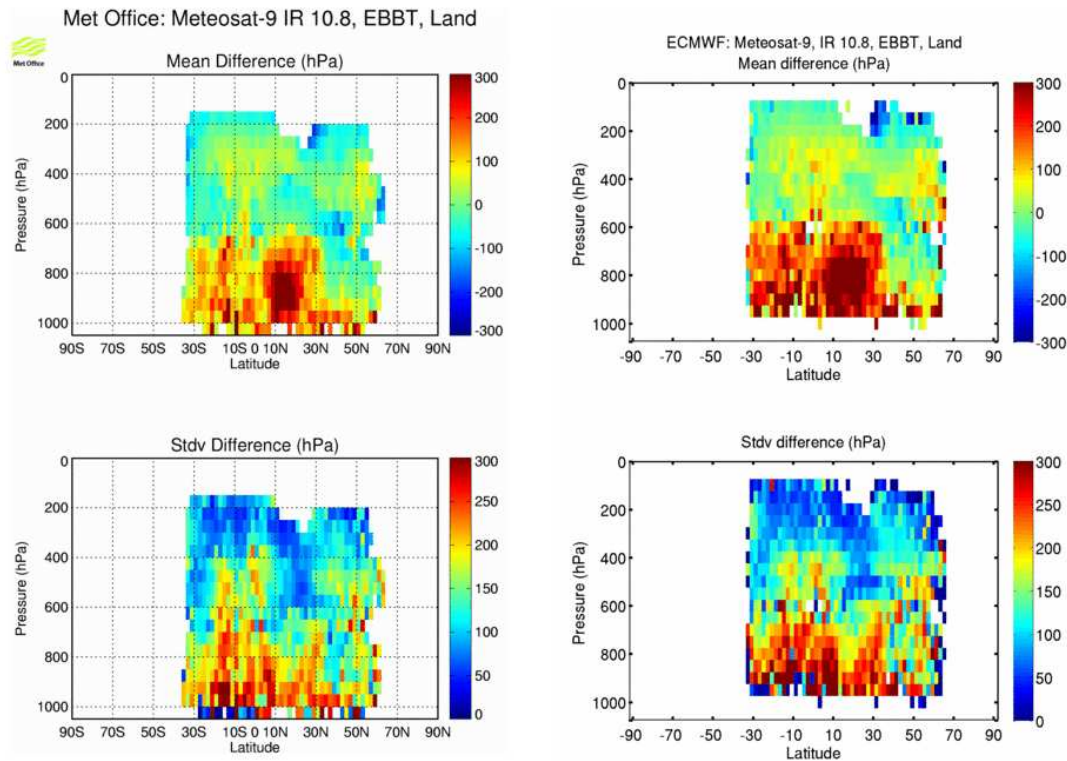 Met Office: Meteosat-9 IR 10.8, EBBT, Land
Met Office
Mean Difference (hPa)
Pressure (hPa)
0
200
400
600
800
1000
90S 70S 50S 30S 10S 0 10N 30N 50N 70N 90N
Latitude
300
200
100
0
-100
-200
-300
ECMWF: Meteosat-9, IR 10.8, EBBT, Land
Mean difference (hPa)
Pressure (hPa)
0
200
400
600
800
1000
-90 -70 -50 -30 -10 10 30 50 70 90
Latitude
300
200
100
0
-100
-200
-300
Stdv Difference (hPa)
Pressure (hPa)
0
200
400
600
800
1000
90S 70S 50S 30S 10S 0 10N 30N 50N 70N 90N
Latitude
300
250
200
150
100
50
0
Stdv difference (hPa)
Pressure (hPa)
0
200
400
600
800
1000
-90 -70 -50 -30 -10 10 30 50 70 90
Latitude
300
250
200
150
100
50
0